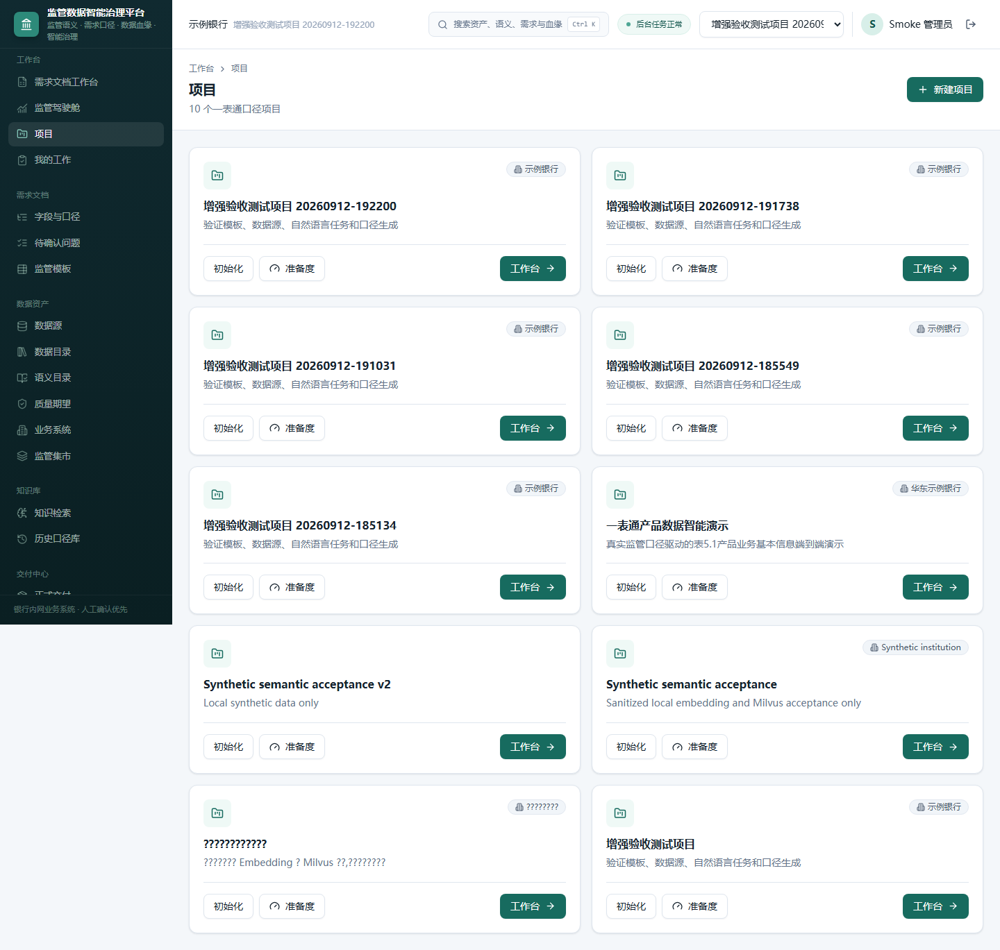 监管数据智能治理平台
监管语义 · 需求口径 · 数据血缘 ·
智能治理
工作台
需求文档工作台
监管驾驶舱
项目
我的工作
需求文档
字段与口径
待确认问题
监管模板
数据资产
数据源
数据目录
语义目录
质量期望
业务系统
监管集市
知识库
知识检索
历史口径库
交付中心
正式交付
银行内网业务系统 · 人工确认优先
示例银行 增强验收测试项目 20260912-192200
搜索资产、语义、需求与血缘 Ctrl K
后台任务正常
增强验收测试项目 202609
S Smoke 管理员
工作台 > 项目
项目
10 个一表通口径项目
+ 新建项目
示例银行
增强验收测试项目 20260912-192200
验证模板、数据源、自然语言任务和口径生成
初始化 准备度 工作台 →
示例银行
增强验收测试项目 20260912-191738
验证模板、数据源、自然语言任务和口径生成
初始化 准备度 工作台 →
示例银行
增强验收测试项目 20260912-191031
验证模板、数据源、自然语言任务和口径生成
初始化 准备度 工作台 →
示例银行
增强验收测试项目 20260912-185549
验证模板、数据源、自然语言任务和口径生成
初始化 准备度 工作台 →
示例银行
增强验收测试项目 20260912-185134
验证模板、数据源、自然语言任务和口径生成
初始化 准备度 工作台 →
华东示例银行
一表通产品数据智能演示
真实监管口径驱动的表5.1产品业务基本信息端到端演示
初始化 准备度 工作台 →
Synthetic semantic acceptance v2
Local synthetic data only
初始化 准备度 工作台 →
Synthetic institution
Synthetic semantic acceptance
Sanitized local embedding and Milvus acceptance only
初始化 准备度 工作台 →
????????
????????????
??????? Embedding ? Milvus ??,????????
初始化 准备度 工作台 →
示例银行
增强验收测试项目
验证模板、数据源、自然语言任务和口径生成
初始化 准备度 工作台 →